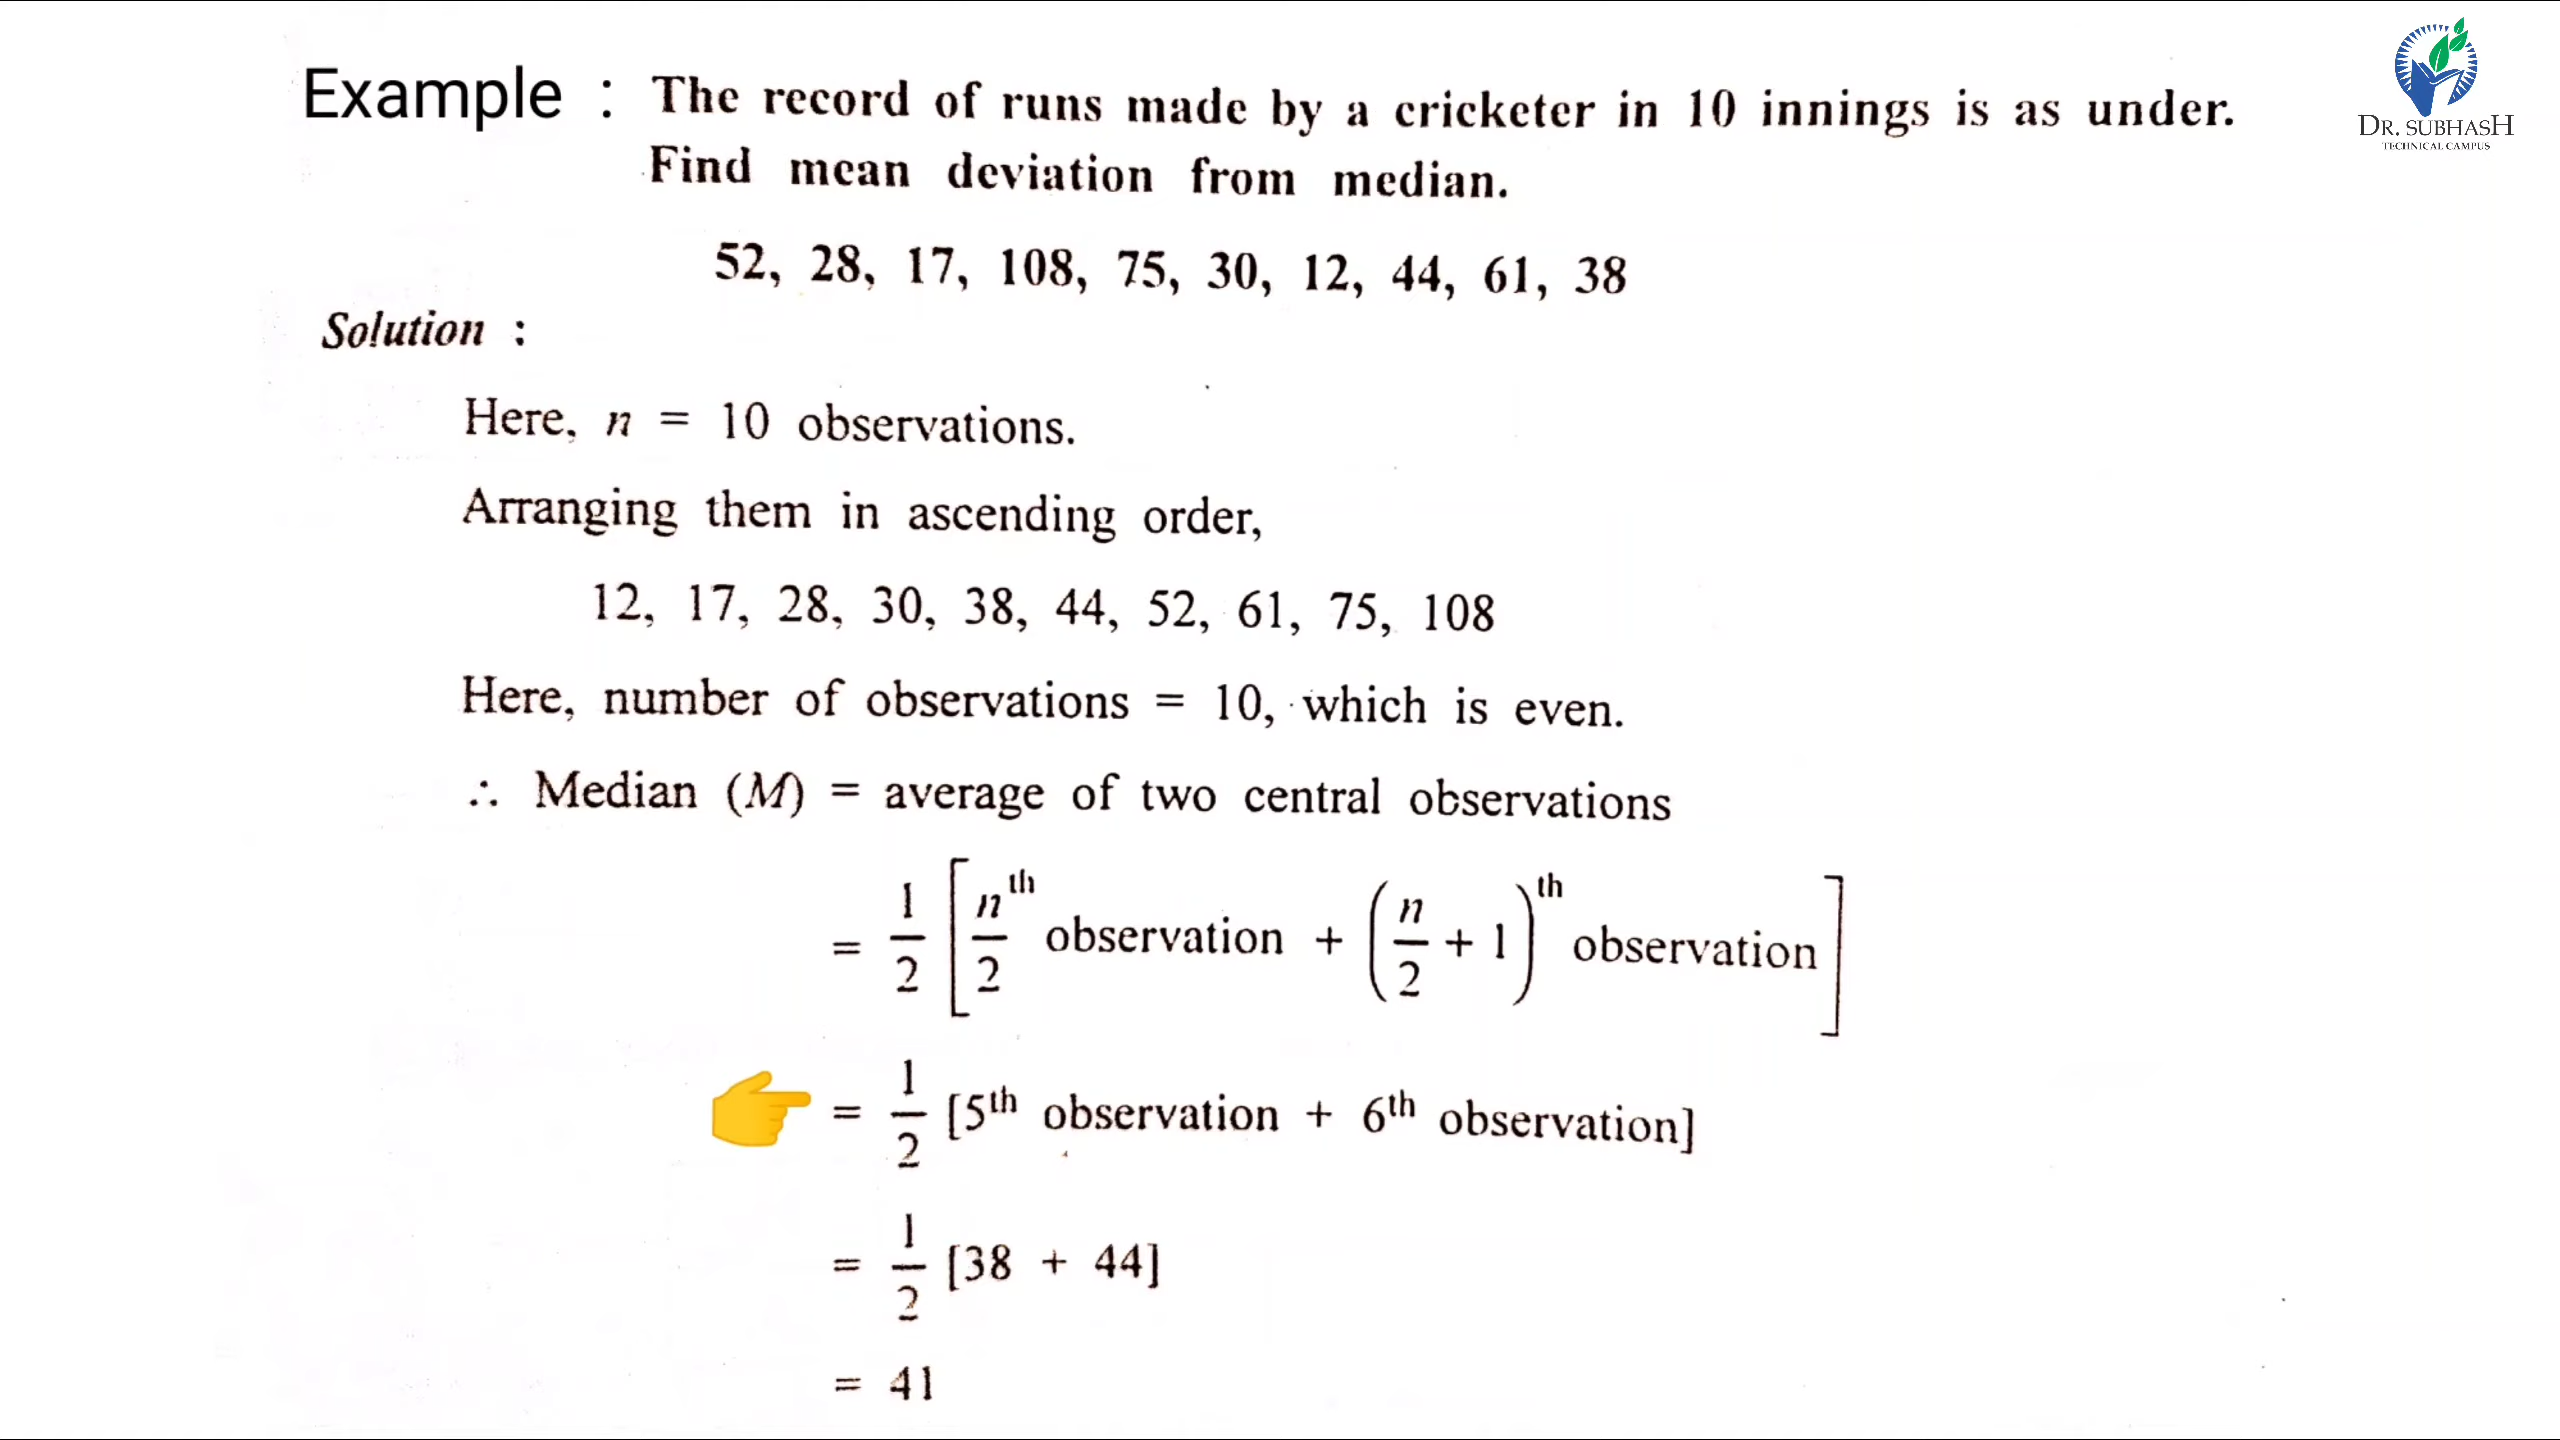 Example : The record of runs made by a cricketer in 10 innings is as under.
Find mean deviation from median.
52, 28, 17, 108, 75, 30, 12, 44, 61, 38
Solution :
Here, n = 10 observations.
Arranging them in ascending order,
12, 17, 28, 30, 38, 44, 52, 61, 75, 108
Here, number of observations = 10, which is even.
∴ Median (M) = average of two central observations
= 1/2 [n/2 th observation + (n/2 + 1)th observation]
= 1/2 [5th observation + 6th observation]
= 1/2 [38 + 44]
= 41
DR. SUBHASH
TECHNICAL CAMPUS